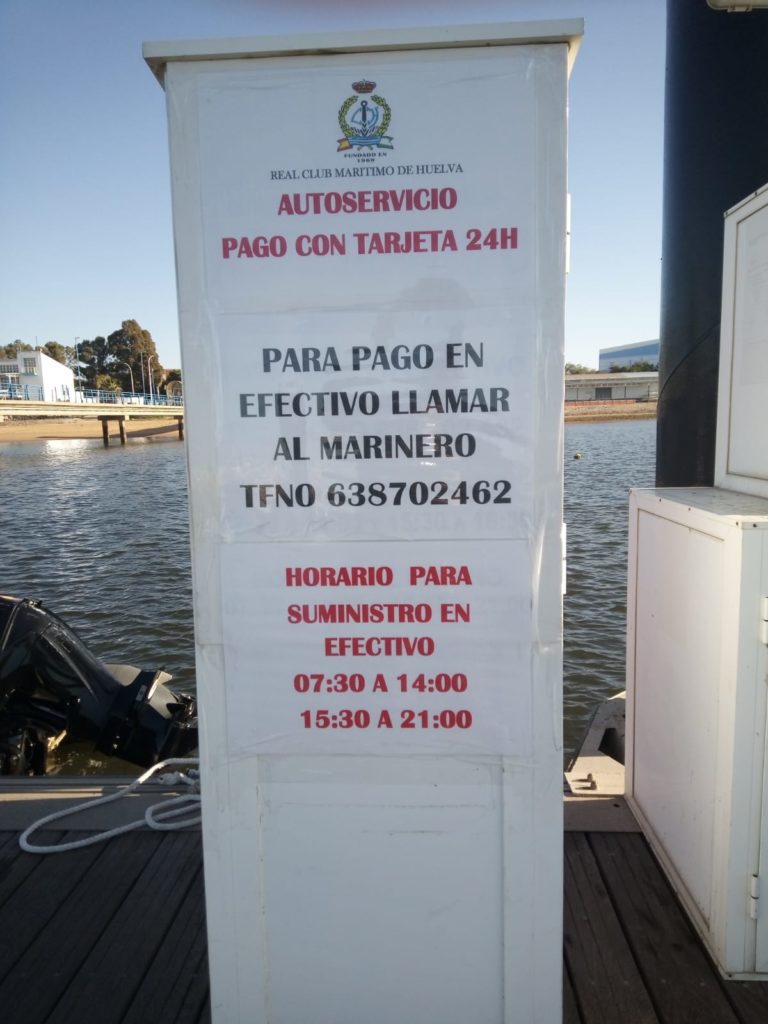 FUNDADO EN
1969
REAL CLUB MARITIMO DE HUELVA
AUTOSERVICIO
PAGO CON TARJETA 24H
PARA PAGO EN
EFECTIVO LLAMAR
AL MARINERO
TFNO 638702462
HORARIO PARA
SUMINISTRO EN
EFECTIVO
07:30 A 14:00
15:30 A 21:00